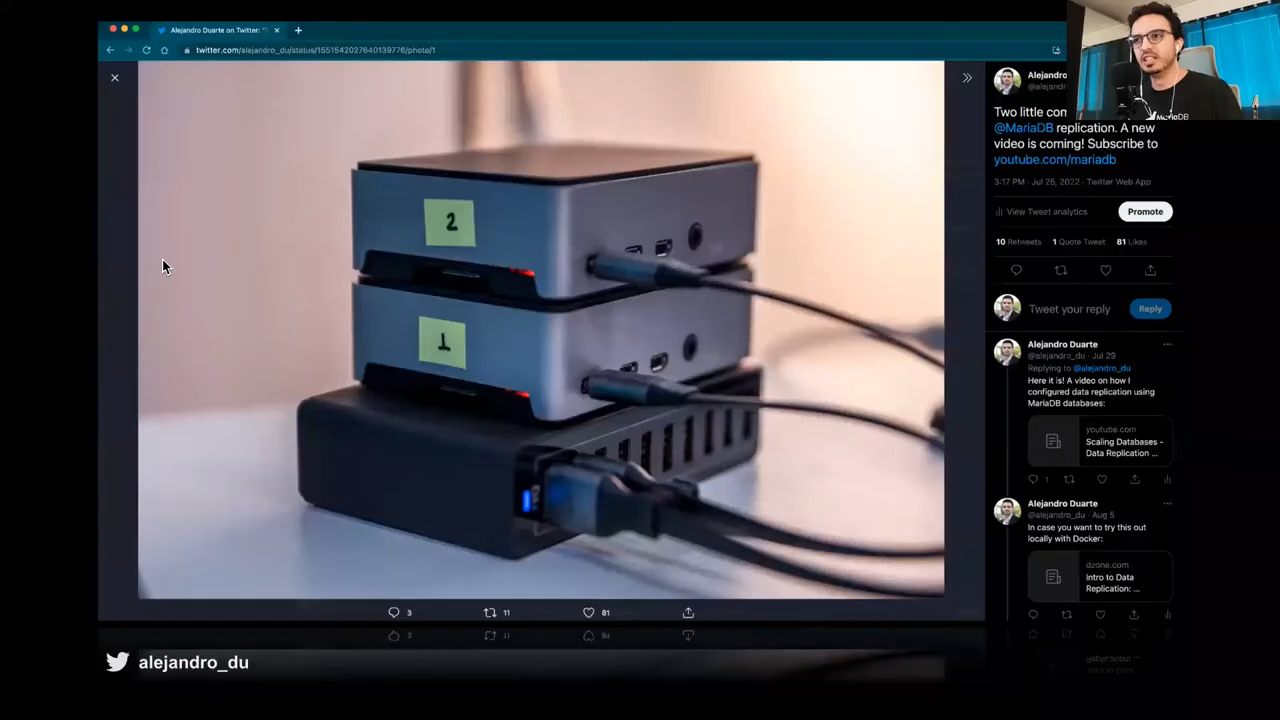 Alejandro Duarte on Twitter: "
twitter.com/alejandro_du/status/1551542027640139776/photo/1
2
1
Alejandro
@alejand
Two little com
@MariaDB replication. A new
video is coming! Subscribe to
youtube.com/mariadb
3:17 PM · Jul 25, 2022 · Twitter Web App
View Tweet analytics
Promote
10 Retweets 1 Quote Tweet 81 Likes
Tweet your reply
Reply
Alejandro Duarte
@alejandro_du · Jul 29
Replying to @alejandro_du
Here it is! A video on how I
configured data replication using
MariaDB databases:
youtube.com
Scaling Databases -
Data Replication ...
1
Alejandro Duarte
@alejandro_du · Aug 5
In case you want to try this out
locally with Docker:
dzone.com
Intro to Data
Replication: ...
3 11 81
alejandro_du
MariaDB